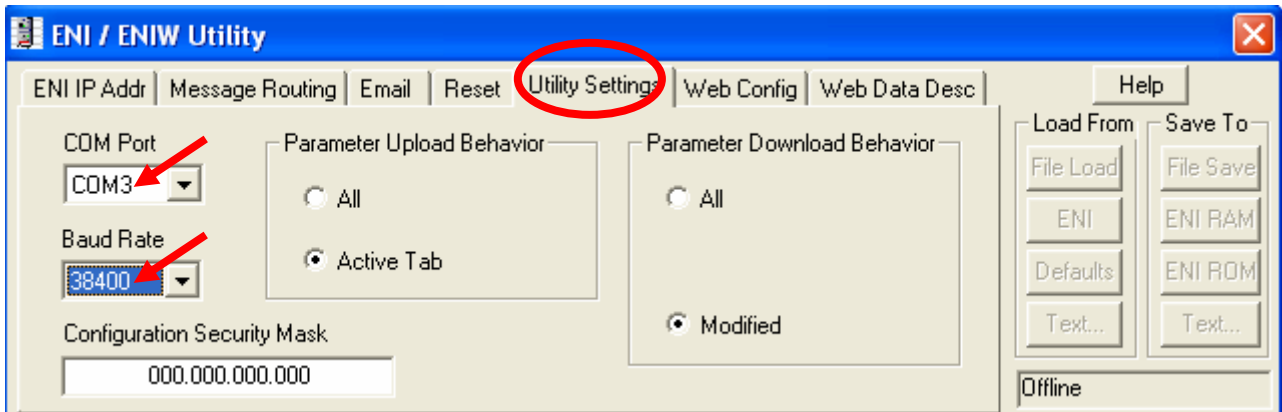 ENI / ENIW Utility
ENI IP Addr Message Routing Email Reset Utility Settings Web Config Web Data Desc Help
COM Port
COM3
Baud Rate
38400
Configuration Security Mask
000.000.000.000
Parameter Upload Behavior
All
Active Tab
Parameter Download Behavior
All
Modified
Load From
File Load
ENI
Defaults
Text...
Save To
File Save
ENI RAM
ENI ROM
Text...
Offline